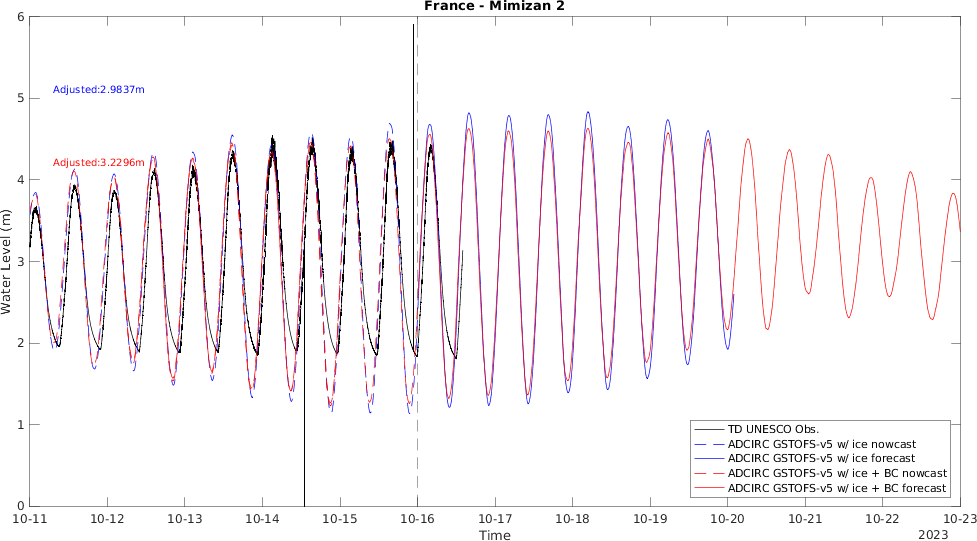 France - Mimizan 2
6
5
4
3
2
1
0
Water Level (m)
Adjusted:2.9837m
Adjusted:3.2296m
TD UNESCO Obs.
ADCIRC GSTOFS-v5 w/ ice nowcast
ADCIRC GSTOFS-v5 w/ ice forecast
ADCIRC GSTOFS-v5 w/ ice + BC nowcast
ADCIRC GSTOFS-v5 w/ ice + BC forecast
10-11 10-12 10-13 10-14 10-15 10-16 10-17 10-18 10-19 10-20 10-21 10-22 10-23
Time
2023